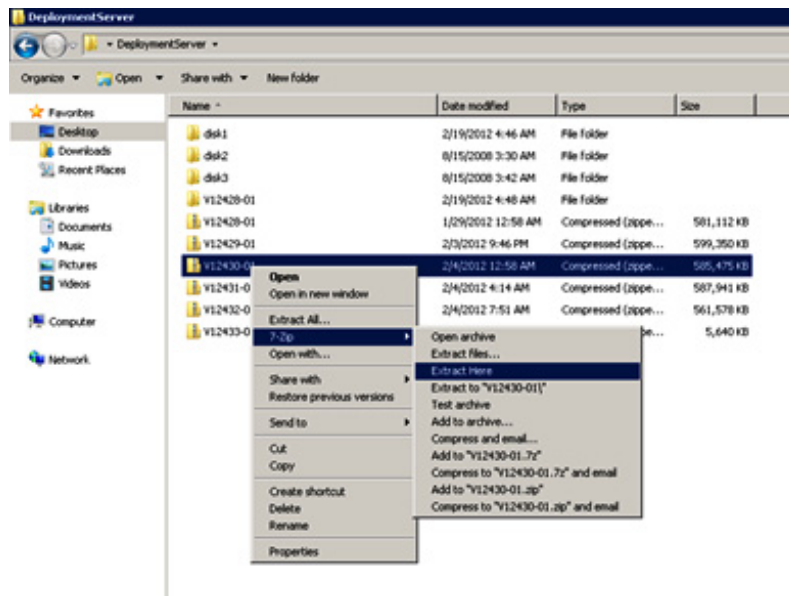 DeploymentServer
DeploymentServer
Organize Open Share with New folder
Name Date modified Type Size
Favorites
Desktop
Downloads
Recent Places
Libraries
Documents
Music
Pictures
Videos
Computer
Network
disk1 2/19/2012 4:46 AM File folder
disk2 8/15/2008 3:30 AM File folder
disk3 8/15/2008 3:42 AM File folder
V12428-01 2/19/2012 4:48 AM File folder
V12428-01 1/29/2012 12:58 AM Compressed (zippe... 581,112 KB
V12429-01 2/3/2012 9:46 PM Compressed (zippe... 599,350 KB
V12430-01 2/4/2012 12:58 AM Compressed (zippe... 585,475 KB
V12431-0 2/4/2012 4:14 AM Compressed (zippe... 587,941 KB
V12432-0 2/4/2012 7:51 AM Compressed (zippe... 561,578 KB
V12433-0 5,640 KB
Open
Open in new window
Extract All...
7-Zip
Open with...
Share with
Restore previous versions
Send to
Cut
Copy
Create shortcut
Delete
Rename
Properties
Open archive
Extract files...
Extract Here
Extract to "V12430-01\"
Test archive
Add to archive...
Compress and email...
Add to "V12430-01.7z"
Compress to "V12430-01.7z" and email
Add to "V12430-01.zip"
Compress to "V12430-01.zip" and email